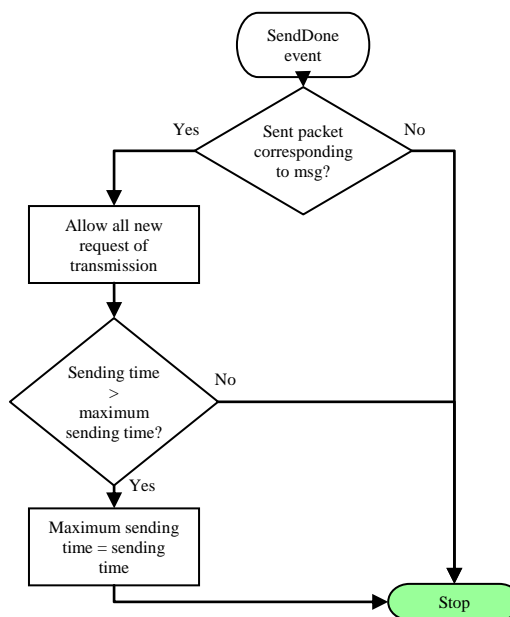 SendDone
event
Yes
Sent packet
corresponding
to msg?
No
Allow all new
request of
transmission
Sending time
>
maximum
sending time?
No
Yes
Maximum sending
time = sending
time
Stop